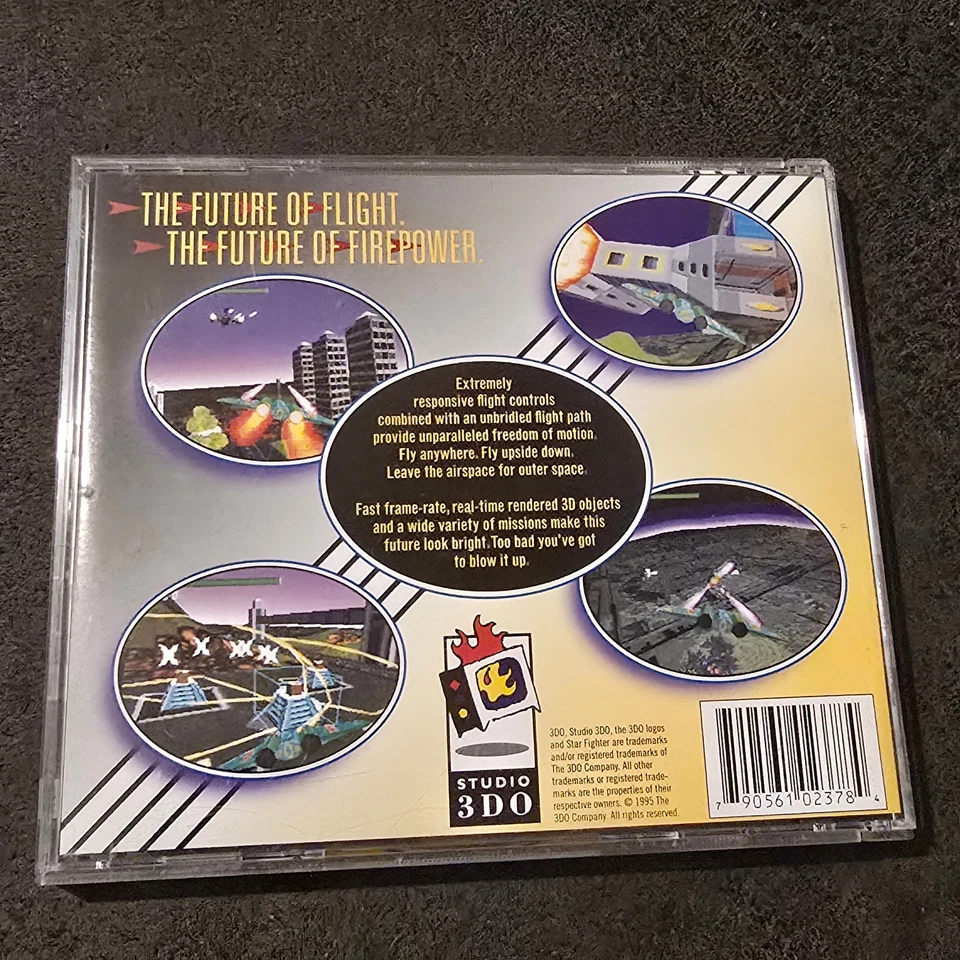 THE FUTURE OF FLIGHT.
THE FUTURE OF FIREPOWER.
Extremely
responsive flight controls
combined with an unbridled flight path
provide unparalleled freedom of motion.
Fly anywhere. Fly upside down.
Leave the airspace for outer space.
Fast frame-rate, real-time rendered 3D objects
and a wide variety of missions make this
future look bright. Too bad you've got
to blow it up.
STUDIO
3DO
3DO, Studio 3DO, the 3DO logos
and Star Fighter are trademarks
and/or registered trademarks of
The 3DO Company. All other
trademarks or registered trade-
marks are the properties of their
respective owners. © 1995 The
3DO Company. All rights reserved.
7 90561 02378 4